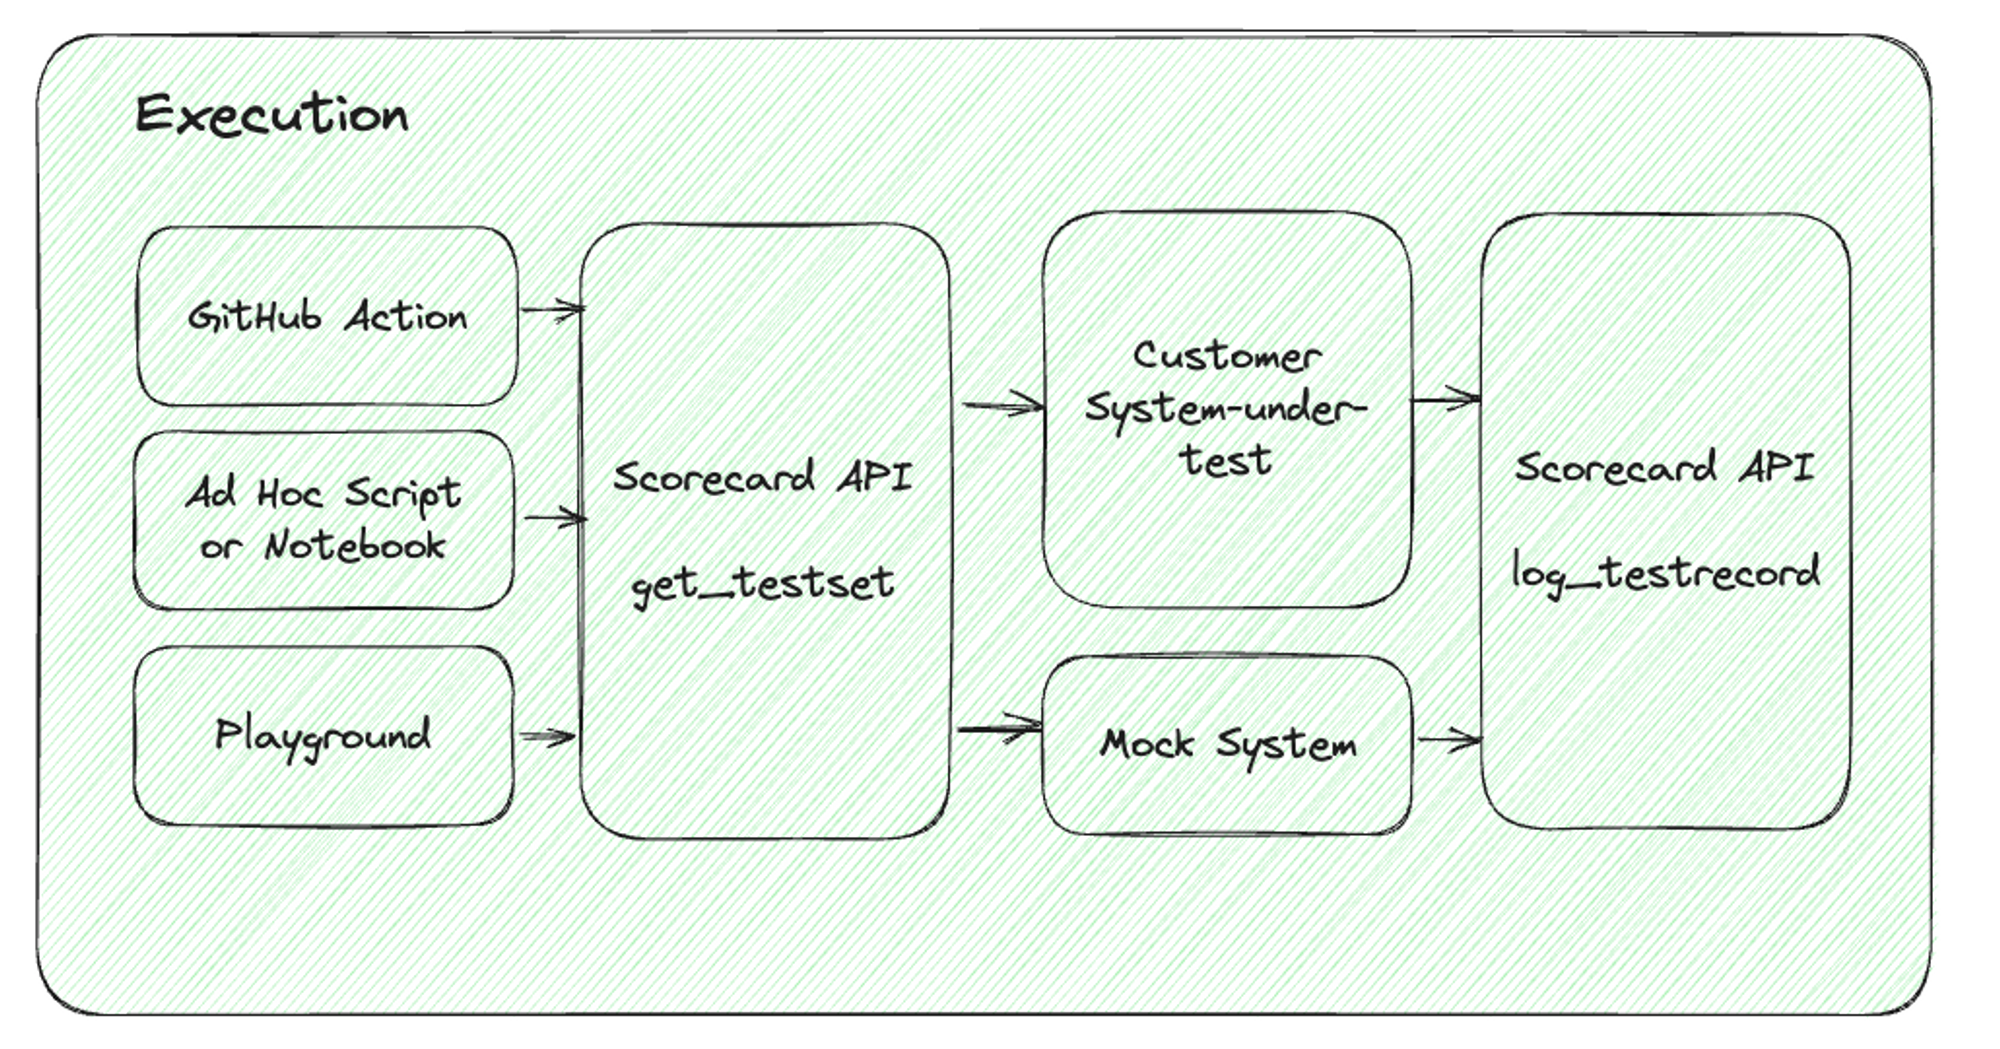 Execution
GitHub Action
Ad Hoc Script
or Notebook
Playground
Scorecard API
get_testset
Customer
System-under-
test
Mock System
Scorecard API
log_testrecord